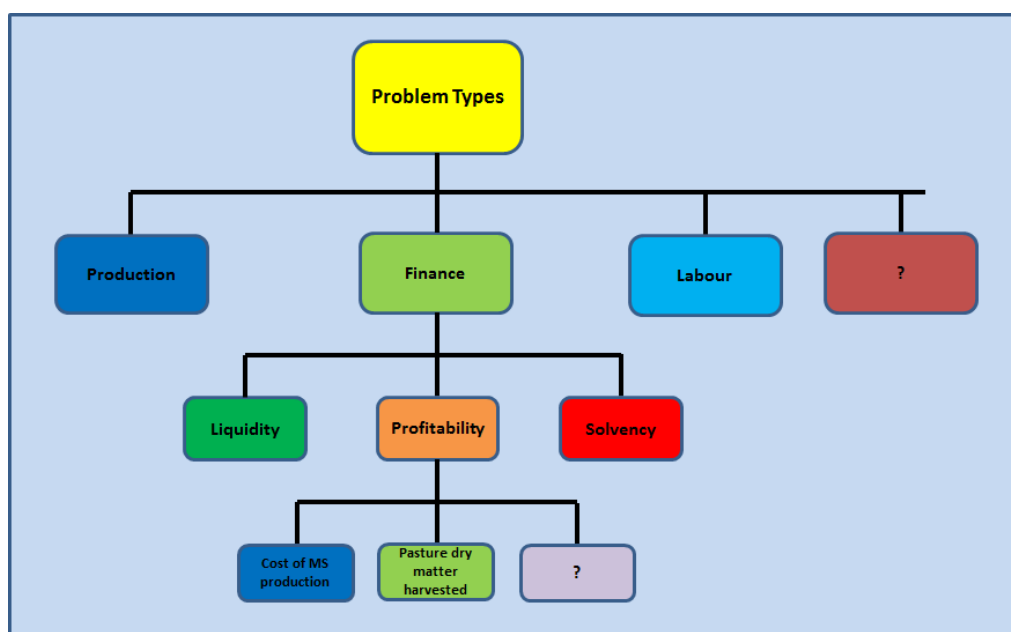 Problem Types
Production
Finance
Labour
?
Liquidity
Profitability
Solvency
Cost of MS
production
Pasture dry
matter
harvested
?